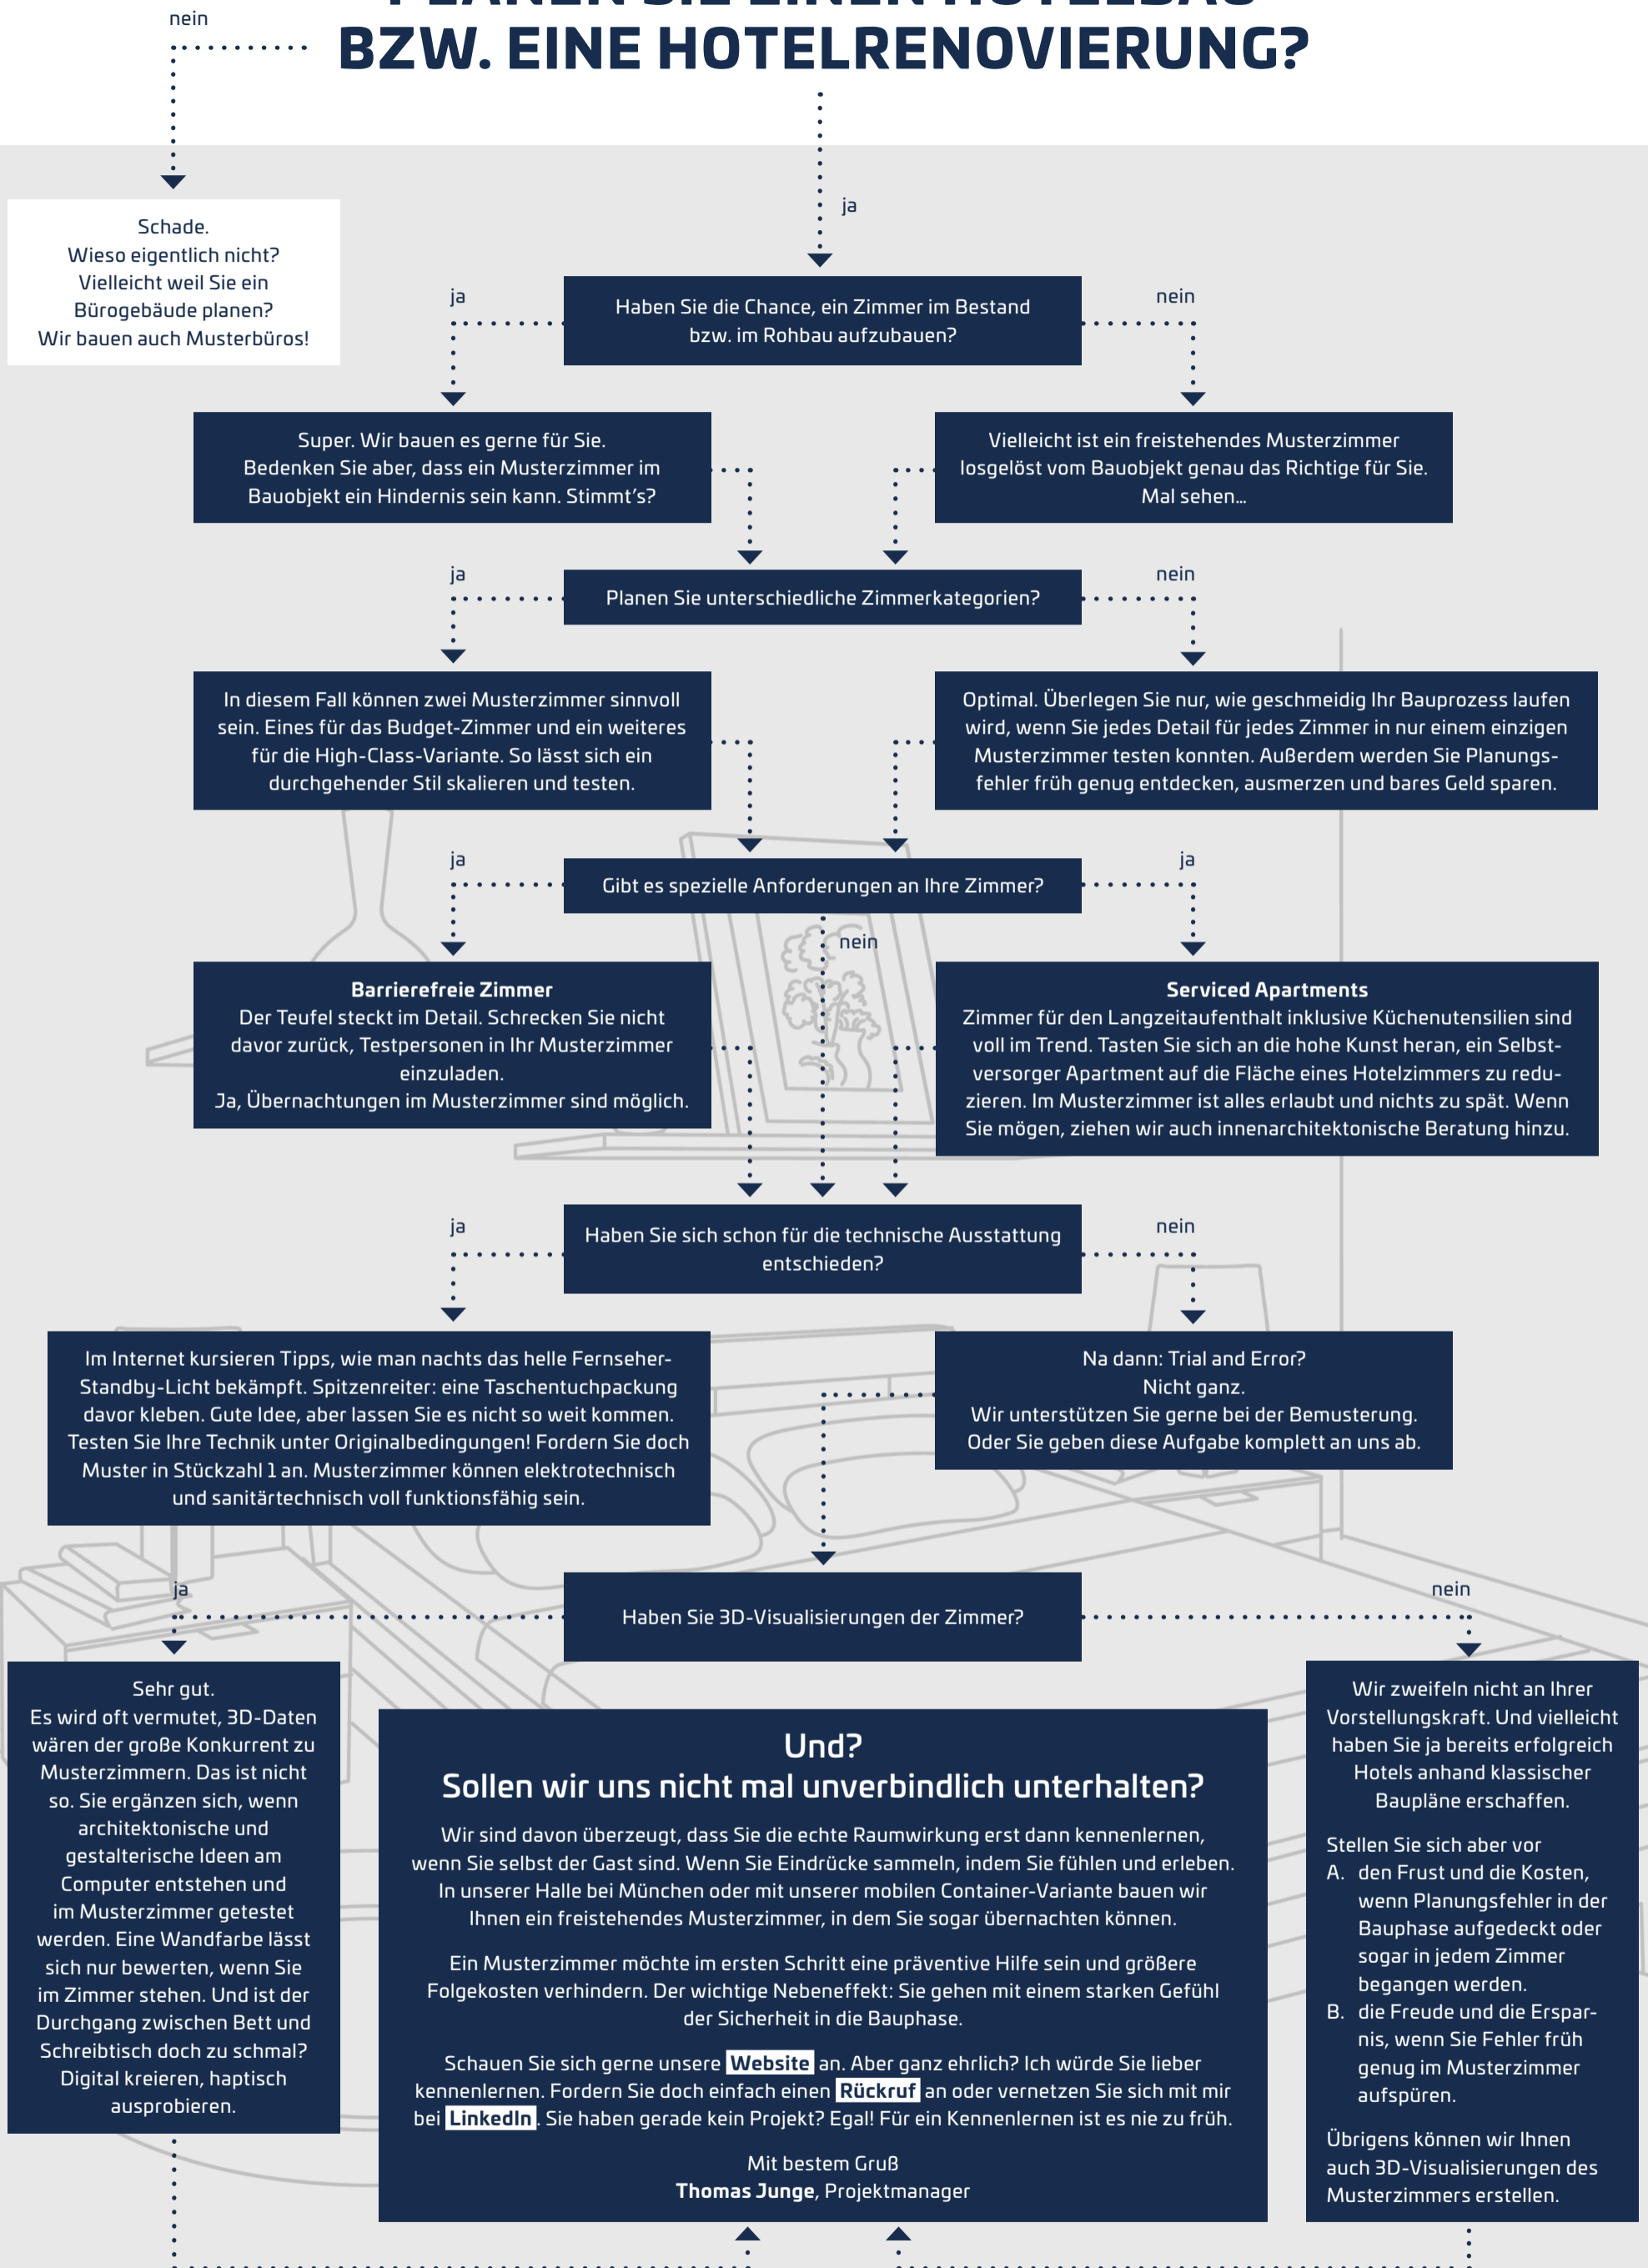 PLANEN SIE EINEN HOTELBAU
BZW. EINE HOTELRENOVIERUNG?
nein
ja
Schade.
Wieso eigentlich nicht?
Vielleicht weil Sie ein
Bürogebäude planen?
Wir bauen auch Musterbüros!
Haben Sie die Chance, ein Zimmer im Bestand
bzw. im Rohbau aufzubauen?
ja
nein
Super. Wir bauen es gerne für Sie.
Bedenken Sie aber, dass ein Musterzimmer im
Bauobjekt ein Hindernis sein kann. Stimmt’s?
Vielleicht ist ein freistehendes Musterzimmer
losgelöst vom Bauobjekt genau das Richtige für Sie.
Mal sehen...
Planen Sie unterschiedliche Zimmerkategorien?
ja
nein
In diesem Fall können zwei Musterzimmer sinnvoll
sein. Eines für das Budget-Zimmer und ein weiteres
für die High-Class-Variante. So lässt sich ein
durchgehender Stil skalieren und testen.
Optimal. Überlegen Sie nur, wie geschmeidig Ihr Bauprozess laufen
wird, wenn Sie jedes Detail für jedes Zimmer in nur einem einzigen
Musterzimmer testen konnten. Außerdem werden Sie Planungs-
fehler früh genug entdecken, ausmerzen und bares Geld sparen.
Gibt es spezielle Anforderungen an Ihre Zimmer?
ja
ja
nein
Barrierefreie Zimmer
Der Teufel steckt im Detail. Schrecken Sie nicht
davor zurück, Testpersonen in Ihr Musterzimmer
einzuladen.
Ja, Übernachtungen im Musterzimmer sind möglich.
Serviced Apartments
Zimmer für den Langzeitaufenthalt inklusive Küchenutensilien sind
voll im Trend. Tasten Sie sich an die hohe Kunst heran, ein Selbst-
versorger Apartment auf die Fläche eines Hotelzimmers zu redu-
zieren. Im Musterzimmer ist alles erlaubt und nichts zu spät. Wenn
Sie mögen, ziehen wir auch innenarchitektonische Beratung hinzu.
Haben Sie sich schon für die technische Ausstattung
entschieden?
ja
nein
Im Internet kursieren Tipps, wie man nachts das helle Fernseher-
Standby-Licht bekämpft. Spitzenreiter: eine Taschentuchpackung
davor kleben. Gute Idee, aber lassen Sie es nicht so weit kommen.
Testen Sie Ihre Technik unter Originalbedingungen! Fordern Sie doch
Muster in Stückzahl 1 an. Musterzimmer können elektrotechnisch
und sanitärtechnisch voll funktionsfähig sein.
Na dann: Trial and Error?
Nicht ganz.
Wir unterstützen Sie gerne bei der Bemusterung.
Oder Sie geben diese Aufgabe komplett an uns ab.
Haben Sie 3D-Visualisierungen der Zimmer?
ja
nein
Sehr gut.
Es wird oft vermutet, 3D-Daten
wären der große Konkurrent zu
Musterzimmern. Das ist nicht
so. Sie ergänzen sich, wenn
architektonische und
gestalterische Ideen am
Computer entstehen und
im Musterzimmer getestet
werden. Eine Wandfarbe lässt
sich nur bewerten, wenn Sie
im Zimmer stehen. Und ist der
Durchgang zwischen Bett und
Schreibtisch doch zu schmal?
Digital kreieren, haptisch
ausprobieren.
Und?
Sollen wir uns nicht mal unverbindlich unterhalten?
Wir sind davon überzeugt, dass Sie die echte Raumwirkung erst dann kennenlernen,
wenn Sie selbst der Gast sind. Wenn Sie Eindrücke sammeln, indem Sie fühlen und erleben.
In unserer Halle bei München oder mit unserer mobilen Container-Variante bauen wir
Ihnen ein freistehendes Musterzimmer, in dem Sie sogar übernachten können.
Ein Musterzimmer möchte im ersten Schritt eine präventive Hilfe sein und größere
Folgekosten verhindern. Der wichtige Nebeneffekt: Sie gehen mit einem starken Gefühl
der Sicherheit in die Bauphase.
Schauen Sie sich gerne unsere Website an. Aber ganz ehrlich? Ich würde Sie lieber
kennenlernen. Fordern Sie doch einfach einen Rückruf an oder vernetzen Sie sich mit mir
bei LinkedIn. Sie haben gerade kein Projekt? Egal! Für ein Kennenlernen ist es nie zu früh.
Mit bestem Gruß
Thomas Junge, Projektmanager
Wir zweifeln nicht an Ihrer
Vorstellungskraft. Und vielleicht
haben Sie ja bereits erfolgreich
Hotels anhand klassischer
Baupläne erschaffen.
Stellen Sie sich aber vor
A. den Frust und die Kosten,
wenn Planungsfehler in der
Bauphase aufgedeckt oder
sogar in jedem Zimmer
begangen werden.
B. die Freude und die Erspar-
nis, wenn Sie Fehler früh
genug im Musterzimmer
aufspüren.
Übrigens können wir Ihnen
auch 3D-Visualisierungen des
Musterzimmers erstellen.